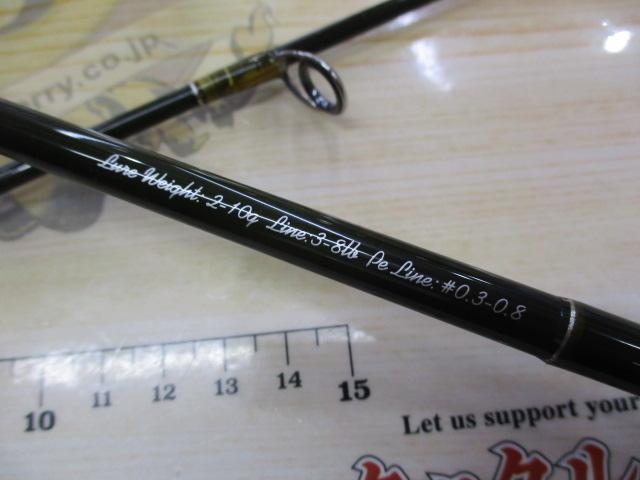 rry.co.jp
Lure Weight: 2-10g Line: 3-8lb Pe Line: #0.3-0.8
10 11 12 13 14 15
Let us support your